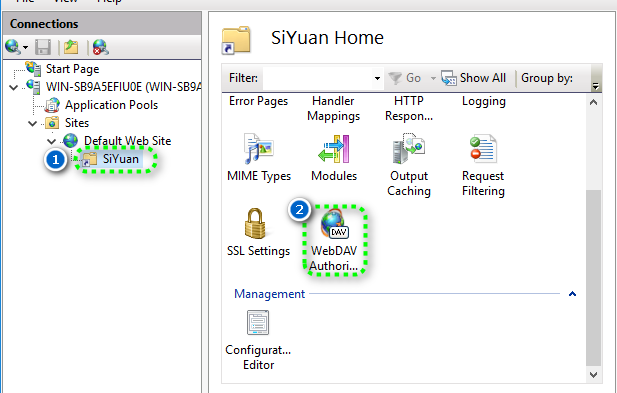 View
Help
Connections
SiYuan Home
Filter:
Go
Show All
Group by:
Start Page
WIN-SB9A5EFIU0E (WIN-SB9A
Application Pools
Sites
Default Web Site
1
SiYuan
Error Pages
Handler
Mappings
HTTP
Respon...
Logging
MIME Types
Modules
Output
Caching
Request
Filtering
2
SSL Settings
DAV
WebDAV
Authori...
Management
Configurat...
Editor